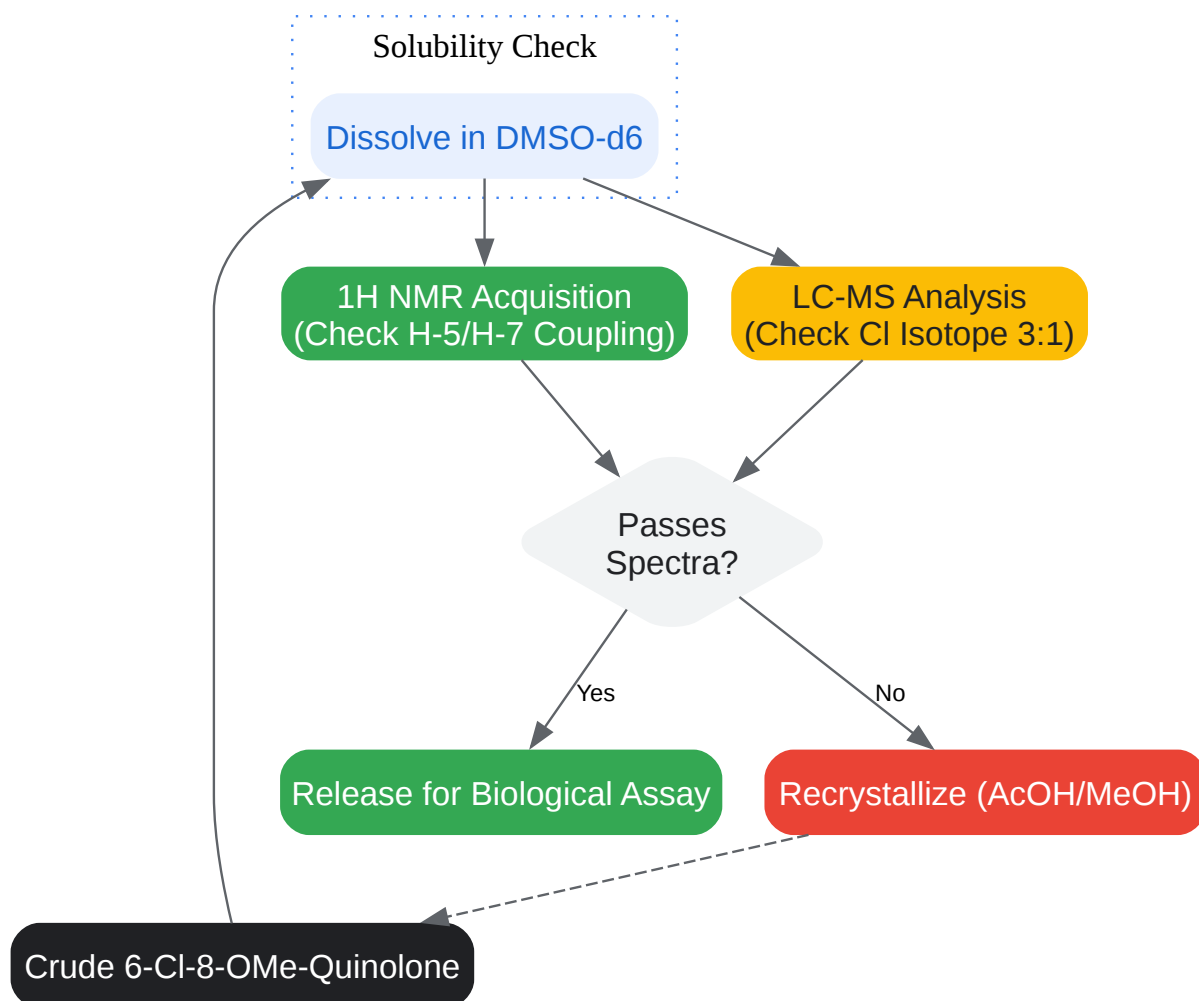 Solubility Check
Dissolve in DMSO-d6
1H NMR Acquisition
(Check H-5/H-7 Coupling)
LC-MS Analysis
(Check Cl Isotope 3:1)
Passes
Spectra?
Yes
No
Release for Biological Assay
Recrystallize (AcOH/MeOH)
Crude 6-Cl-8-OMe-Quinolone